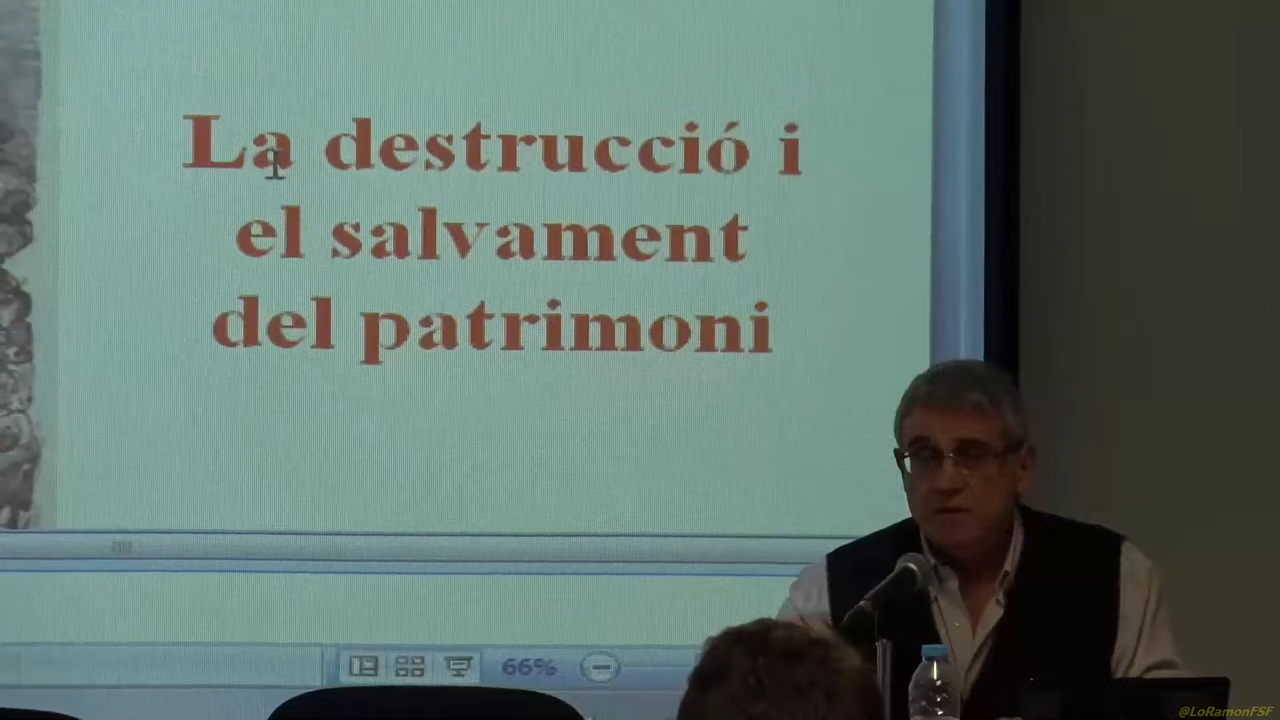 La destrucció i
el salvament
del patrimoni
66%
@LoRamonFSF